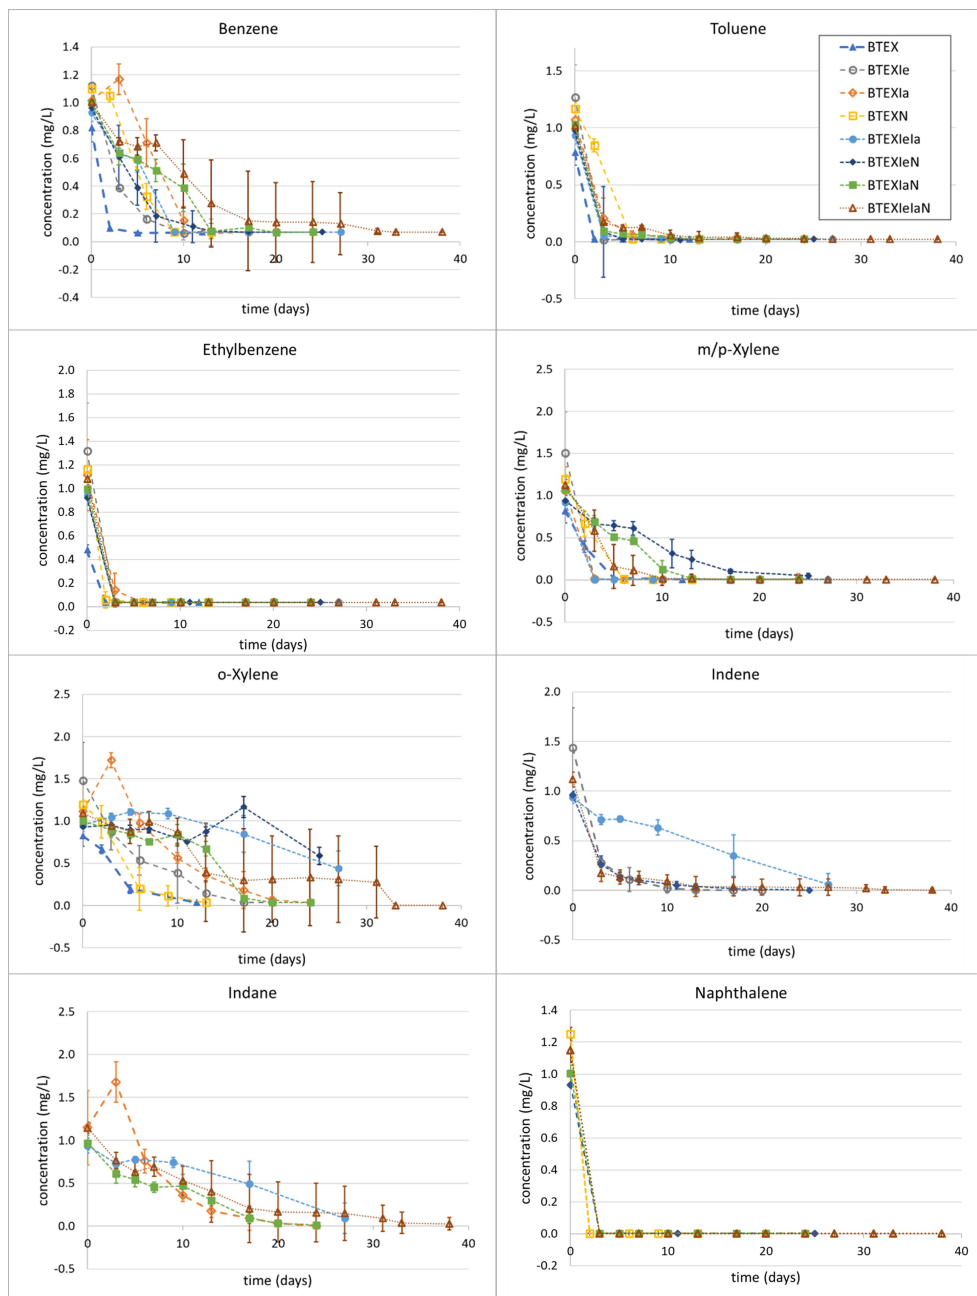 Benzene
1.4
1.2
1.0
0.8
0.6
0.4
0.2
0.0
-0.2
-0.4
0 10 20 30 40
concentration (mg/L)
time (days)
Toluene
1.5
1.0
0.5
0.0
-0.5
0 10 20 30 40
concentration (mg/L)
time (days)
BTEX
BTEXIe
BTEXIa
BTEXN
BTEXIeIa
BTEXIeN
BTEXIaN
BTEXIeIaN
Ethylbenzene
2.0
1.8
1.6
1.4
1.2
1.0
0.8
0.6
0.4
0.2
0.0
-0.2
0 10 20 30 40
concentration (mg/L)
time (days)
m/p-Xylene
2.5
2.0
1.5
1.0
0.5
0.0
-0.5
0 10 20 30 40
concentration (mg/L)
time (days)
o-Xylene
2.5
2.0
1.5
1.0
0.5
0.0
-0.5
0 10 20 30 40
concentration (mg/L)
time (days)
Indene
2.0
1.5
1.0
0.5
0.0
-0.5
0 10 20 30 40
concentration (mg/L)
time (days)
Indane
2.5
2.0
1.5
1.0
0.5
0.0
-0.5
0 10 20 30 40
concentration (mg/L)
time (days)
Naphthalene
1.4
1.2
1.0
0.8
0.6
0.4
0.2
0.0
-0.2
0 10 20 30 40
concentration (mg/L)
time (days)